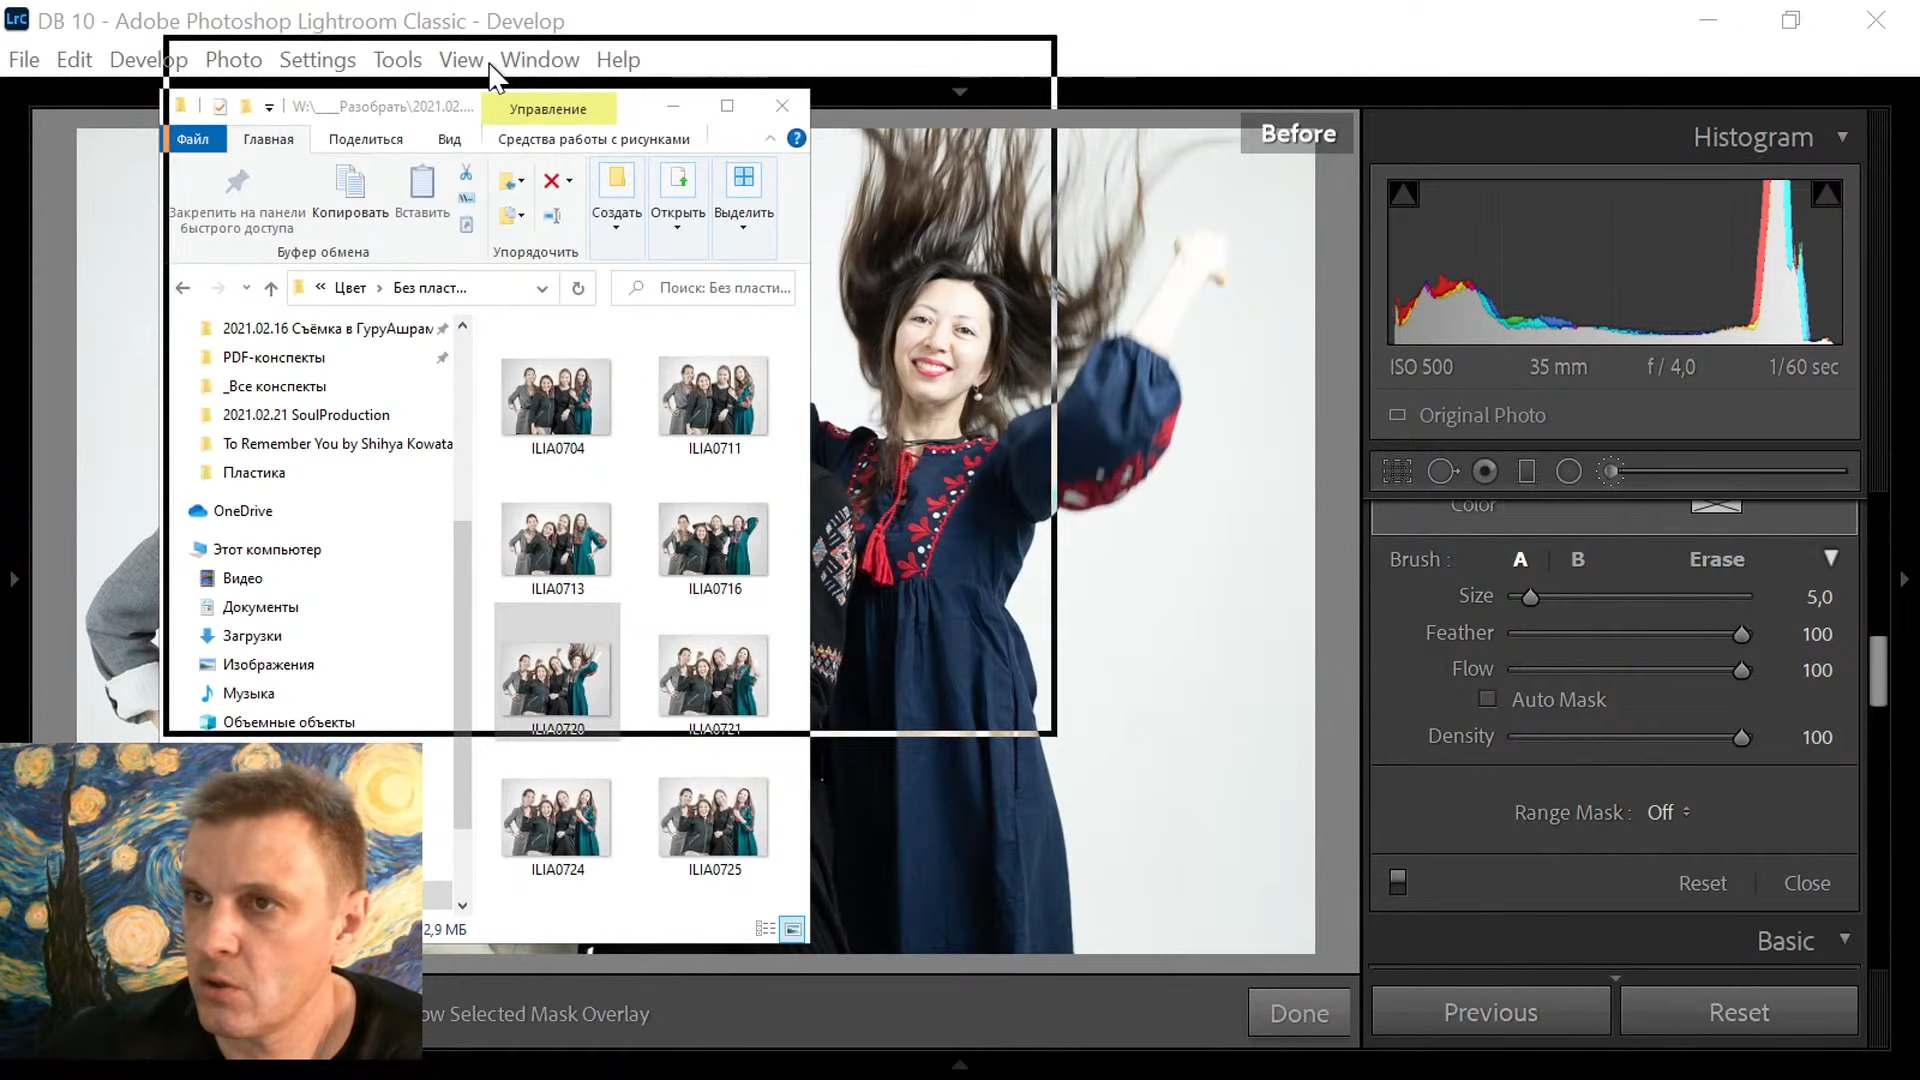 DB 10 - Adobe Photoshop Lightroom Classic - Develop
File Edit Develop Photo Settings Tools View Window Help
W:\___Разобрать\2021.02.... Управление
Файл Главная Поделиться Вид Средства работы с рисунками
Закрепить на панели быстрого доступа
Копировать
Вставить
Буфер обмена
Упорядочить
Создать
Открыть
Выделить
« Цвет › Без пласт...
Поиск: Без пласти...
2021.02.16 Съёмка в ГуруАшрам
PDF-конспекты
_Все конспекты
2021.02.21 SoulProduction
To Remember You by Shihya Kowata
Пластика
OneDrive
Этот компьютер
Видео
Документы
Загрузки
Изображения
Музыка
Объемные объекты
ILIA0704 ILIA0711
ILIA0713 ILIA0716
ILIA0720 ILIA0721
ILIA0724 ILIA0725
2,9 МБ
Before
Histogram
ISO 500 35 mm f / 4,0 1/60 sec
Original Photo
Color
Brush : A B Erase
Size 5,0
Feather 100
Flow 100
Auto Mask
Density 100
Range Mask : Off
Reset Close
Basic
Previous Reset
ow Selected Mask Overlay
Done